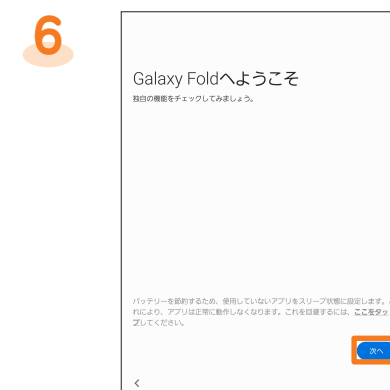 6
Galaxy Foldへようこそ
独自の機能をチェックしてみましょう。
バッテリーを節約するため、使用していないアプリをスリープ状態に設定します。
れにより、アプリは正常に動作しなくなります。これを回避するには、ここをタッ
プしてください。
次へ